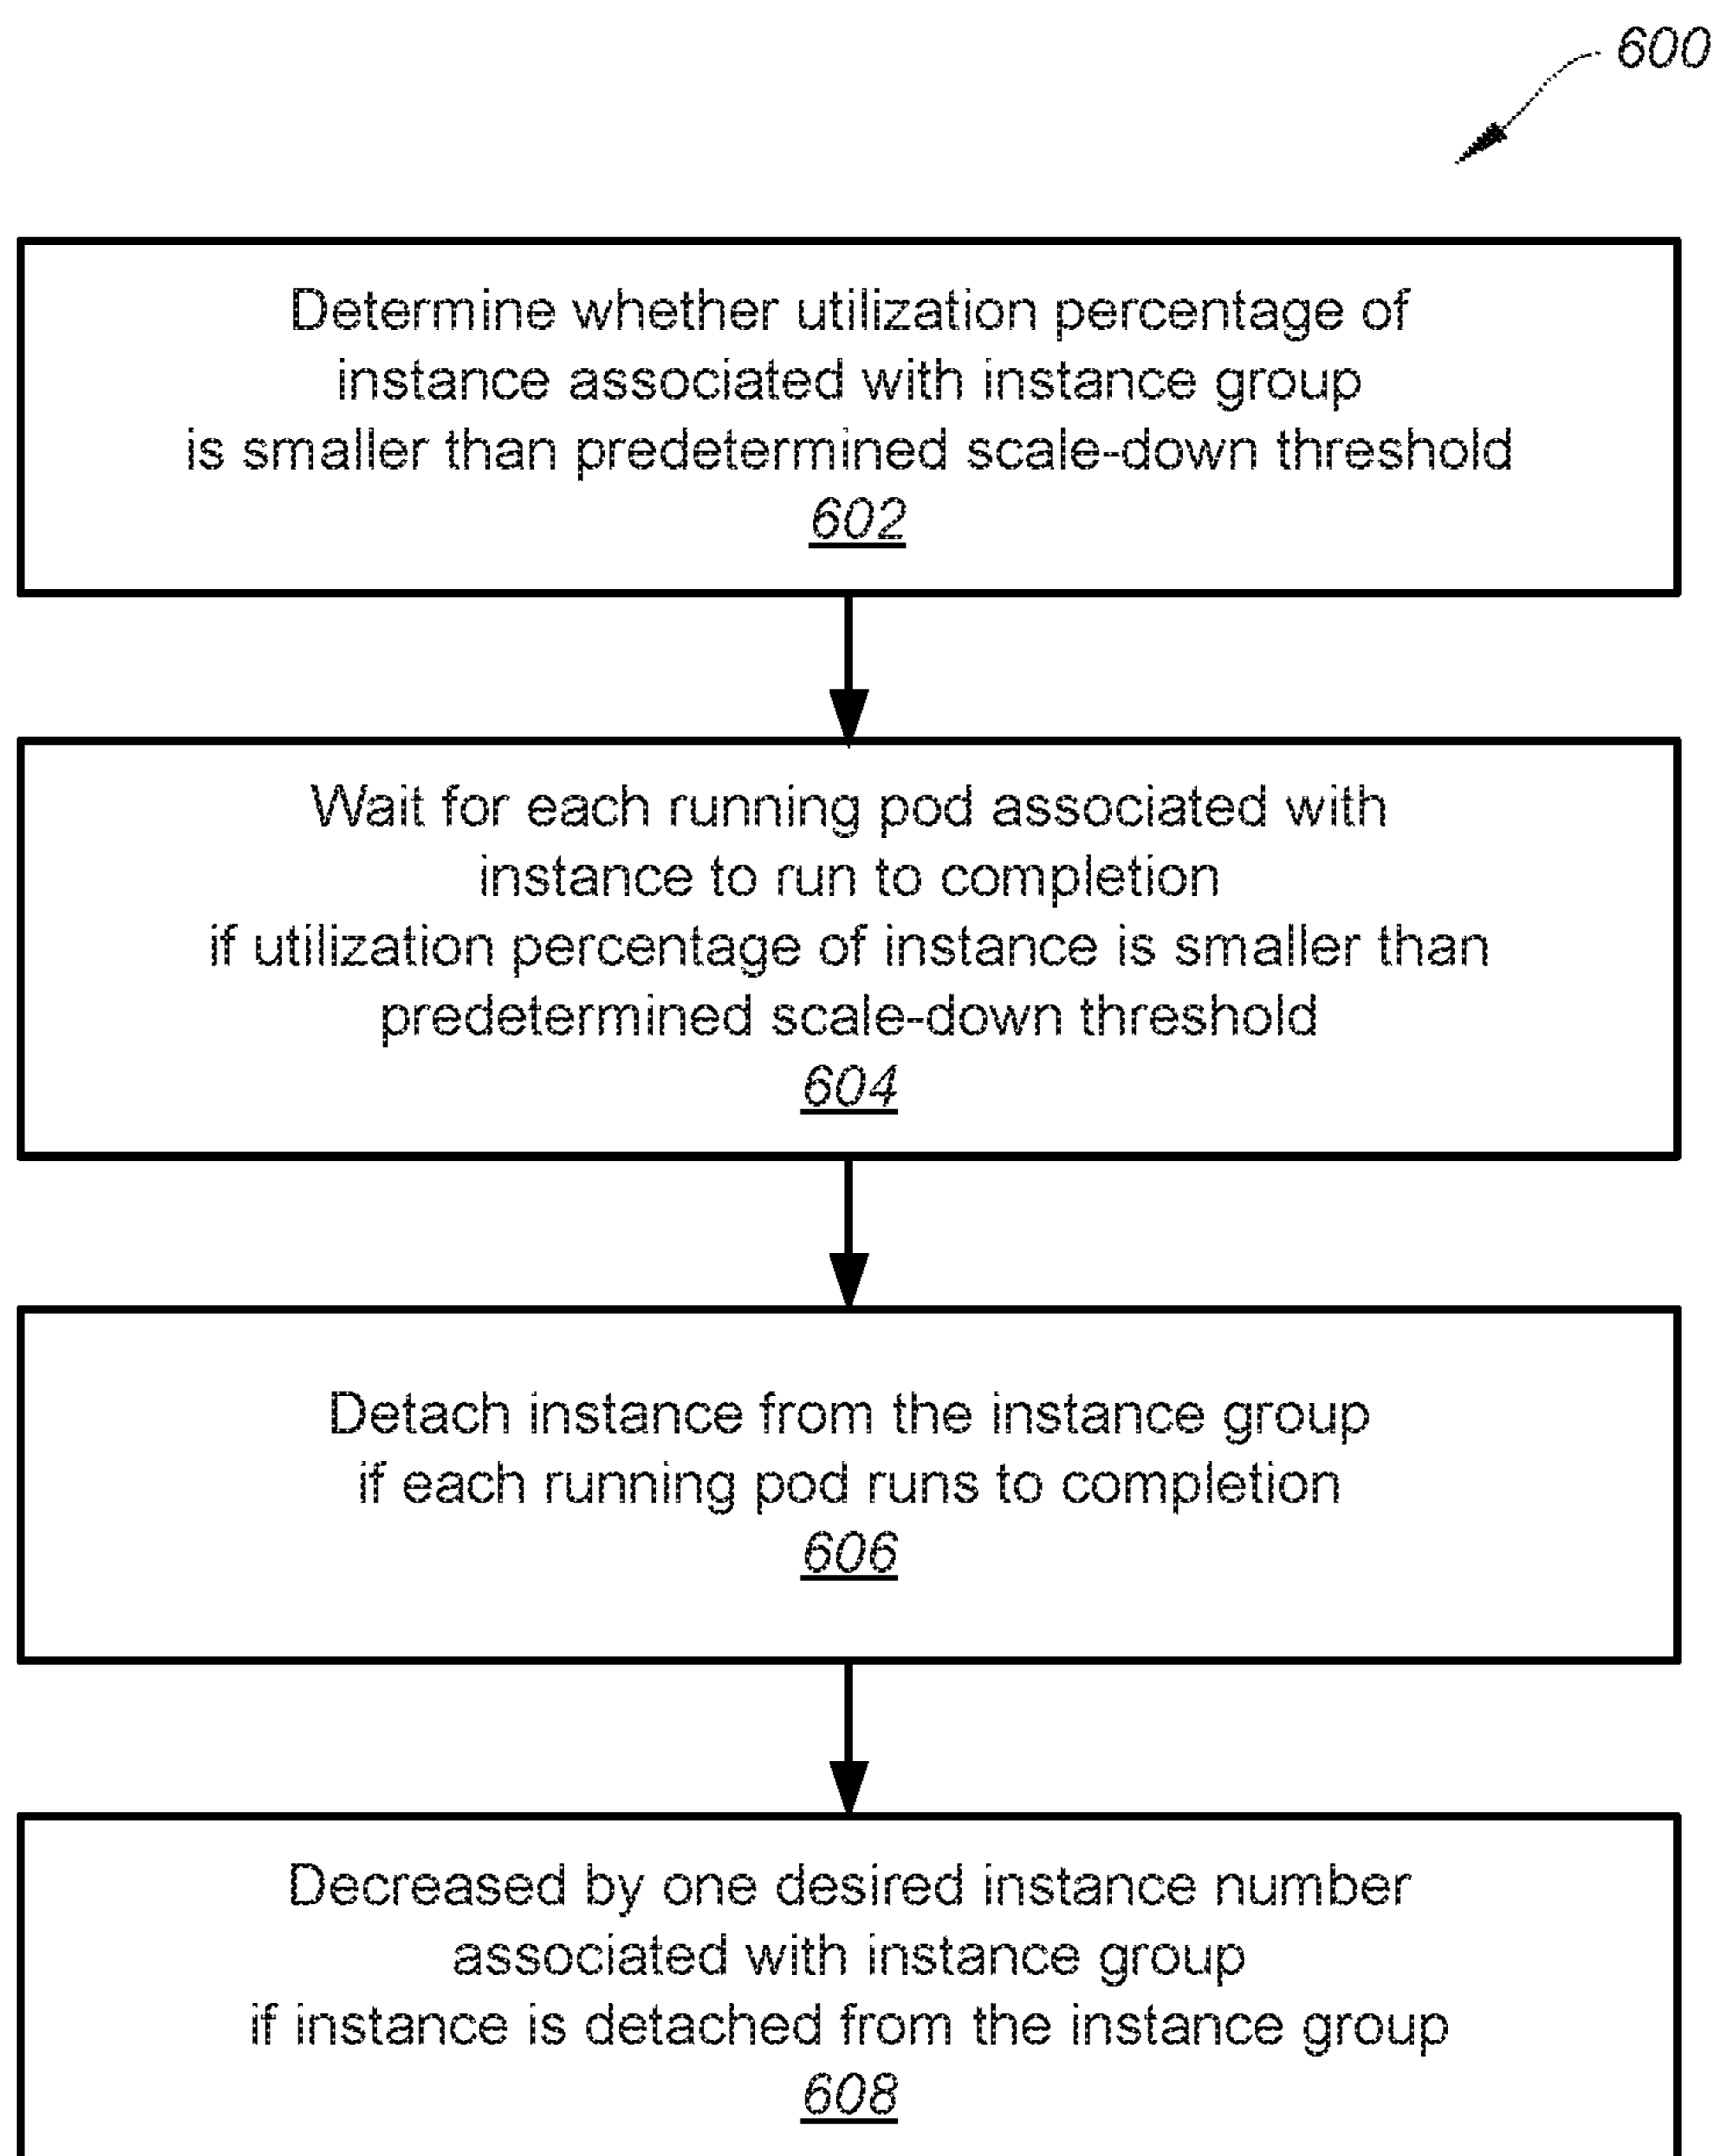 600
Determine whether utilization percentage of
instance associated with instance group
is smaller than predetermined scale-down threshold
602
Wait for each running pod associated with
instance to run to completion
if utilization percentage of instance is smaller than
predetermined scale-down threshold
604
Detach instance from the instance group
if each running pod runs to completion
606
Decreased by one desired instance number
associated with instance group
if instance is detached from the instance group
608